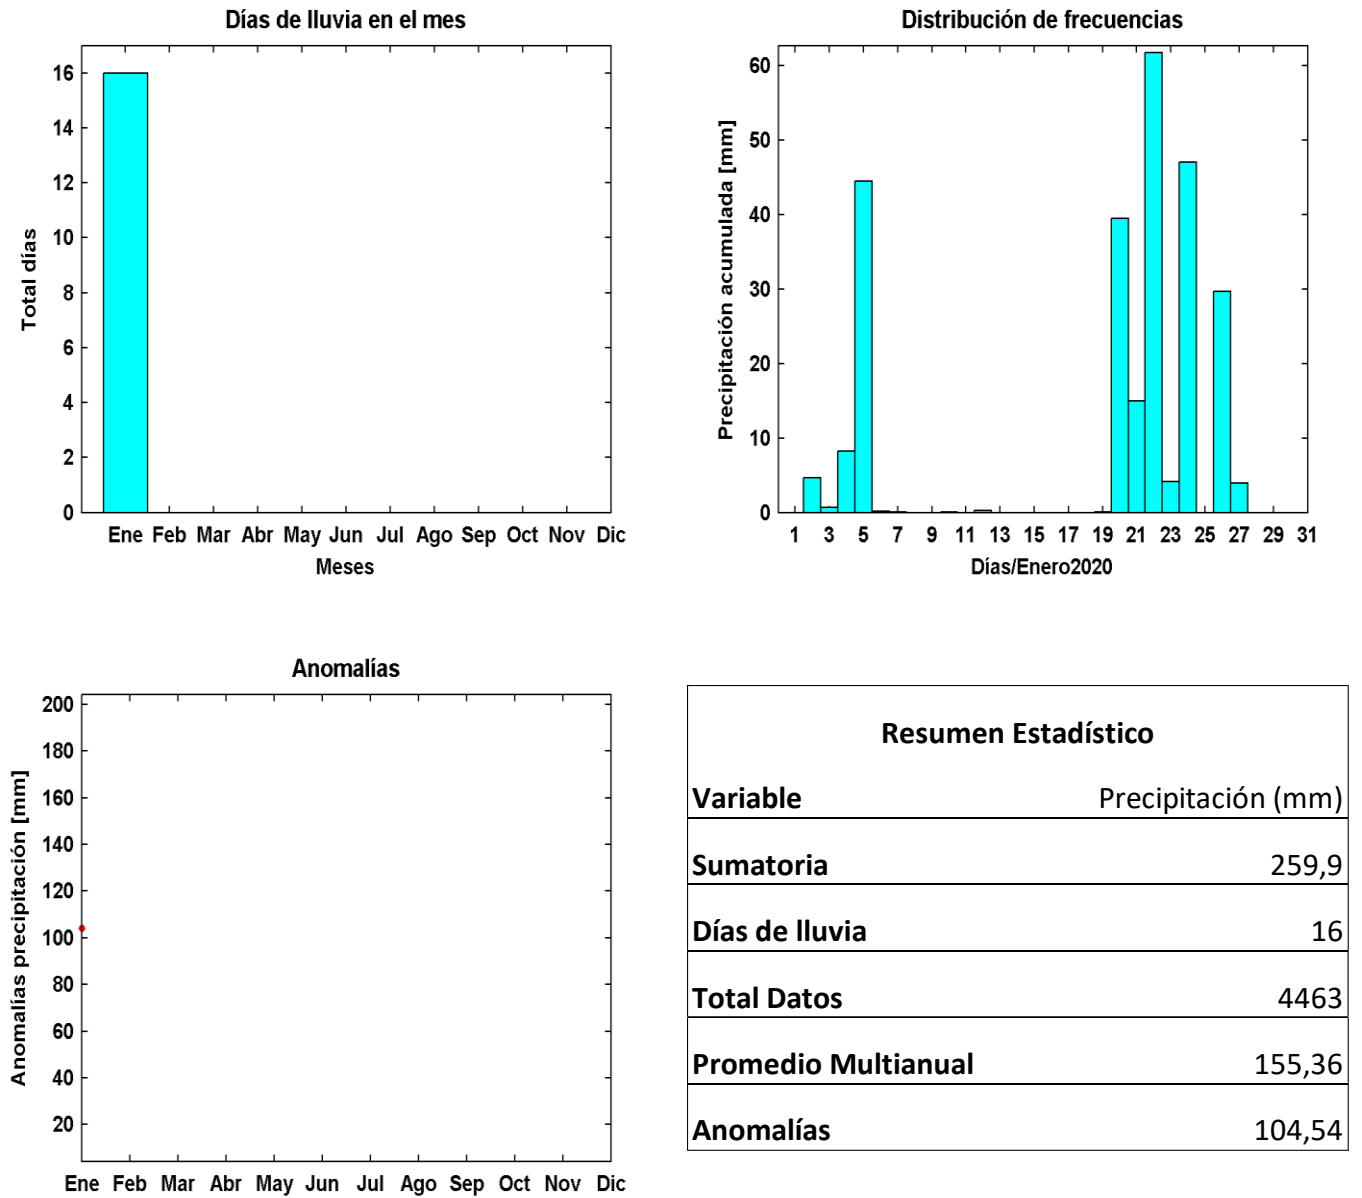 Días de lluvia en el mes
Total días
16
14
12
10
8
6
4
2
0
Ene Feb Mar Abr May Jun Jul Ago Sep Oct Nov Dic
Meses
Distribución de frecuencias
Precipitación acumulada [mm]
60
50
40
30
20
10
0
1 3 5 7 9 11 13 15 17 19 21 23 25 27 29 31
Días/Enero2020
Anomalías
Anomalías precipitación [mm]
200
180
160
140
120
100
80
60
40
20
Ene Feb Mar Abr May Jun Jul Ago Sep Oct Nov Dic
Resumen Estadístico
Variable Precipitación (mm)
Sumatoria 259,9
Días de lluvia 16
Total Datos 4463
Promedio Multianual 155,36
Anomalías 104,54